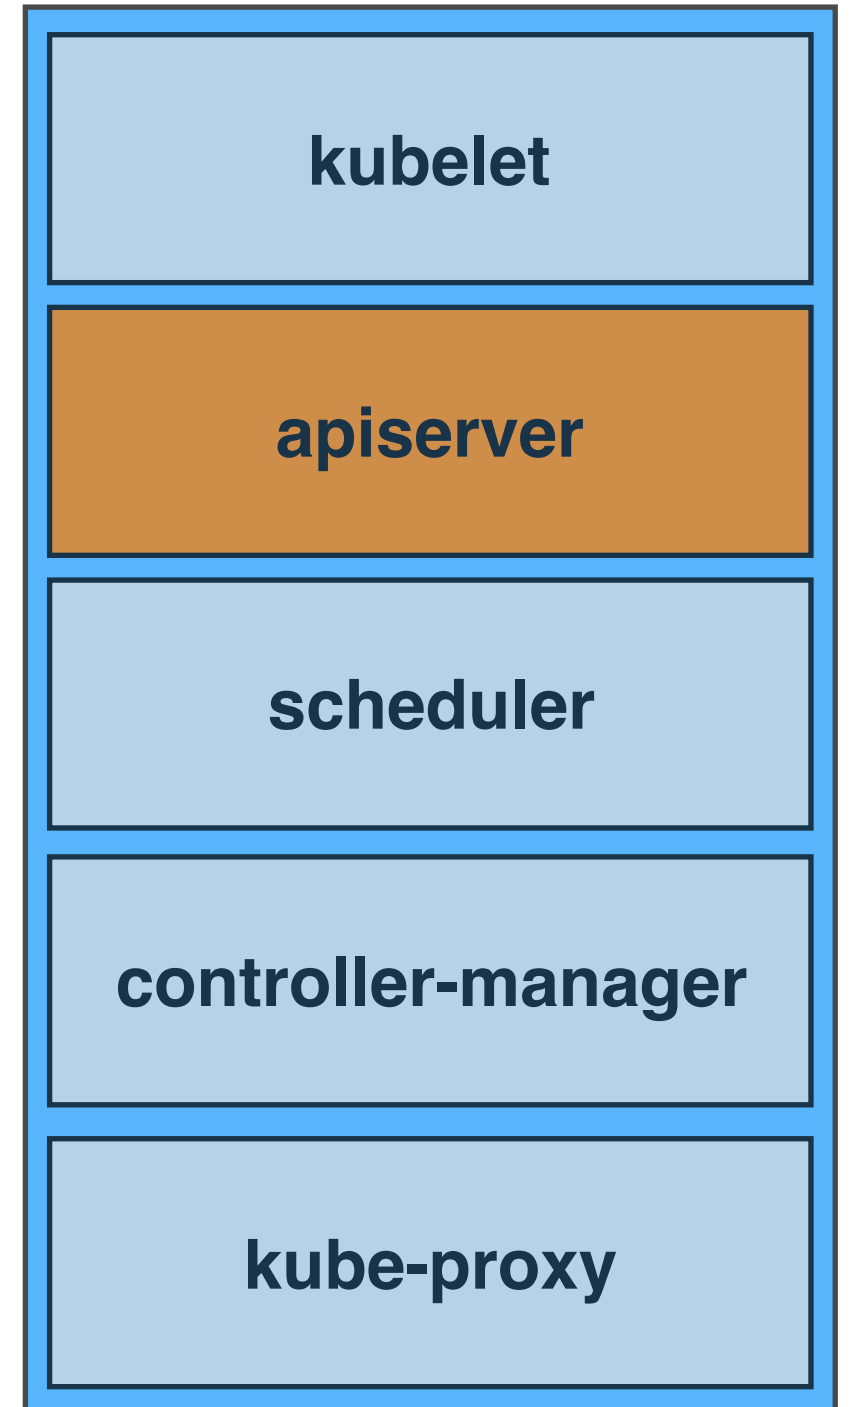 kubelet
apiserver
scheduler
controller-manager
kube-proxy